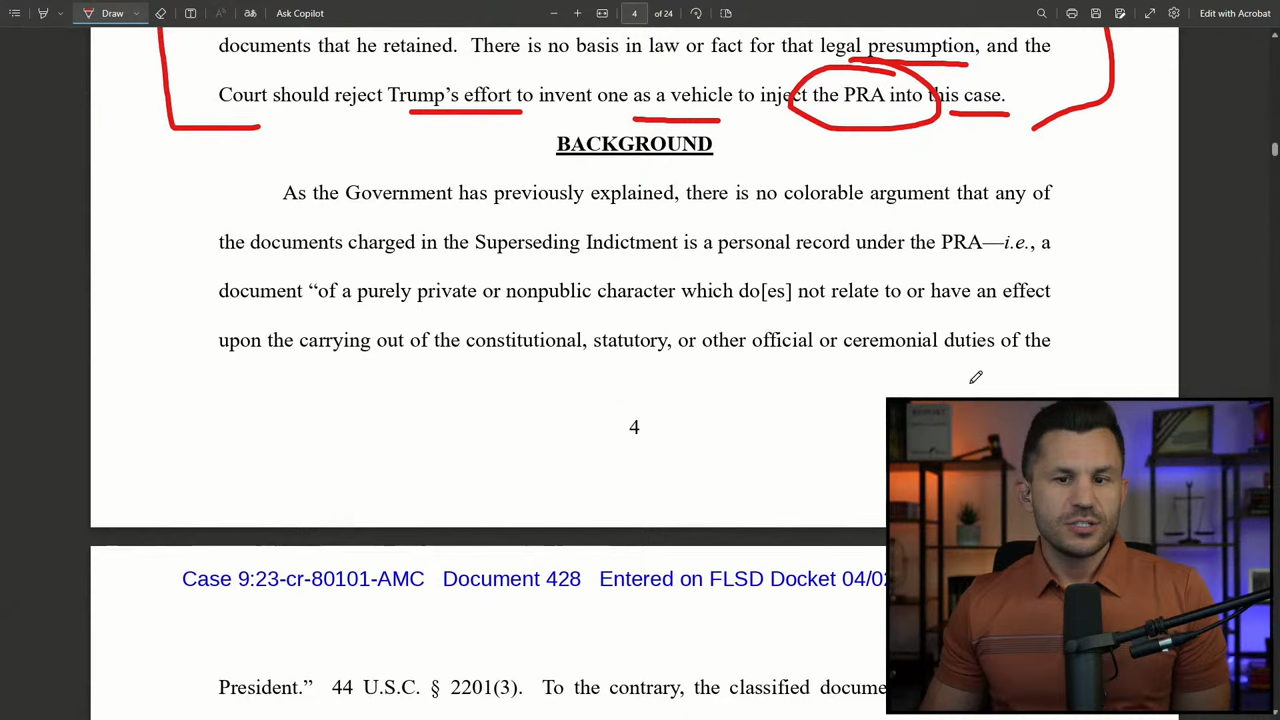 Draw
Ask Copilot
4 of 24
Edit with Acrobat
documents that he retained. There is no basis in law or fact for that legal presumption, and the
Court should reject Trump's effort to invent one as a vehicle to inject the PRA into this case.
BACKGROUND
As the Government has previously explained, there is no colorable argument that any of
the documents charged in the Superseding Indictment is a personal record under the PRA—i.e., a
document “of a purely private or nonpublic character which do[es] not relate to or have an effect
upon the carrying out of the constitutional, statutory, or other official or ceremonial duties of the
4
Case 9:23-cr-80101-AMC Document 428 Entered on FLSD Docket 04/02
President.” 44 U.S.C. § 2201(3). To the contrary, the classified docume